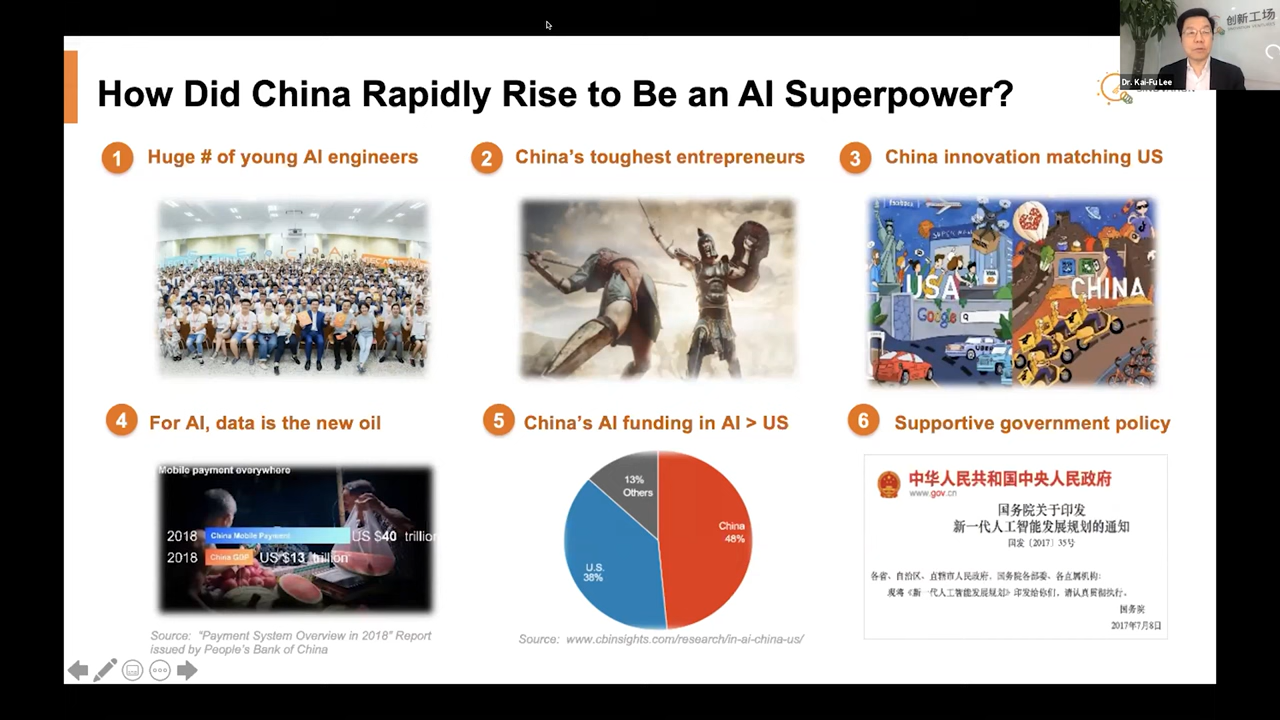 创新工场
Dr. Kai-Fu Lee
How Did China Rapidly Rise to Be an AI Superpower?
1 Huge # of young AI engineers
2 China's toughest entrepreneurs
3 China innovation matching US
USA
Google
CHINA
4 For AI, data is the new oil
5 China's AI funding in AI > US
6 Supportive government policy
Mobile payment everywhere
2018 China Mobile Payment US $40 trillion
2018 China GDP US $13 trillion
Source: "Payment System Overview in 2018" Report
issued by People's Bank of China
13%
Others
China
48%
U.S.
38%
Source: www.cbinsights.com/research/in-ai-china-us/
中华人民共和国中央人民政府
www.gov.cn
国务院关于印发
新一代人工智能发展规划的通知
国发〔2017〕35号
各省、自治区、直辖市人民政府，国务院各部委、各直属机构：
现将《新一代人工智能发展规划》印发给你们，请认真贯彻执行。
国务院
2017年7月8日